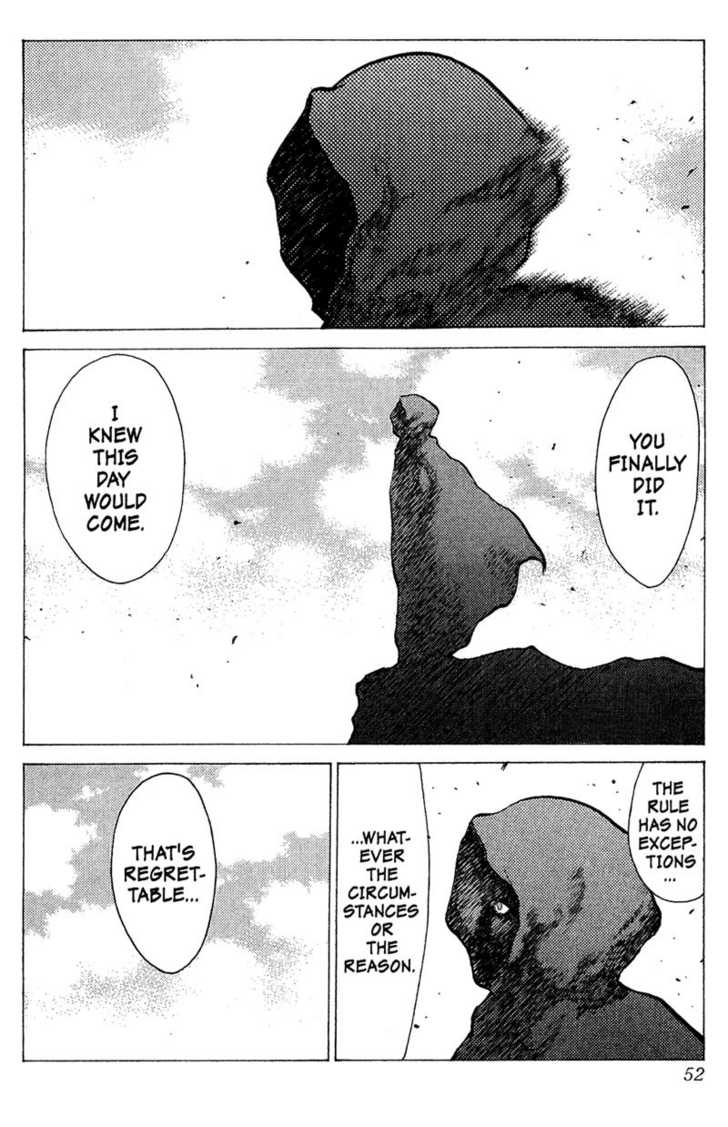 YOU
FINALLY
DID
IT.
I
KNEW
THIS
DAY
WOULD
COME.
THE
RULE
HAS NO
EXCEP-
TIONS
...
...WHAT-
EVER
THE
CIRCUM-
STANCES
OR
THE
REASON.
THAT'S
REGRET-
TABLE...
52